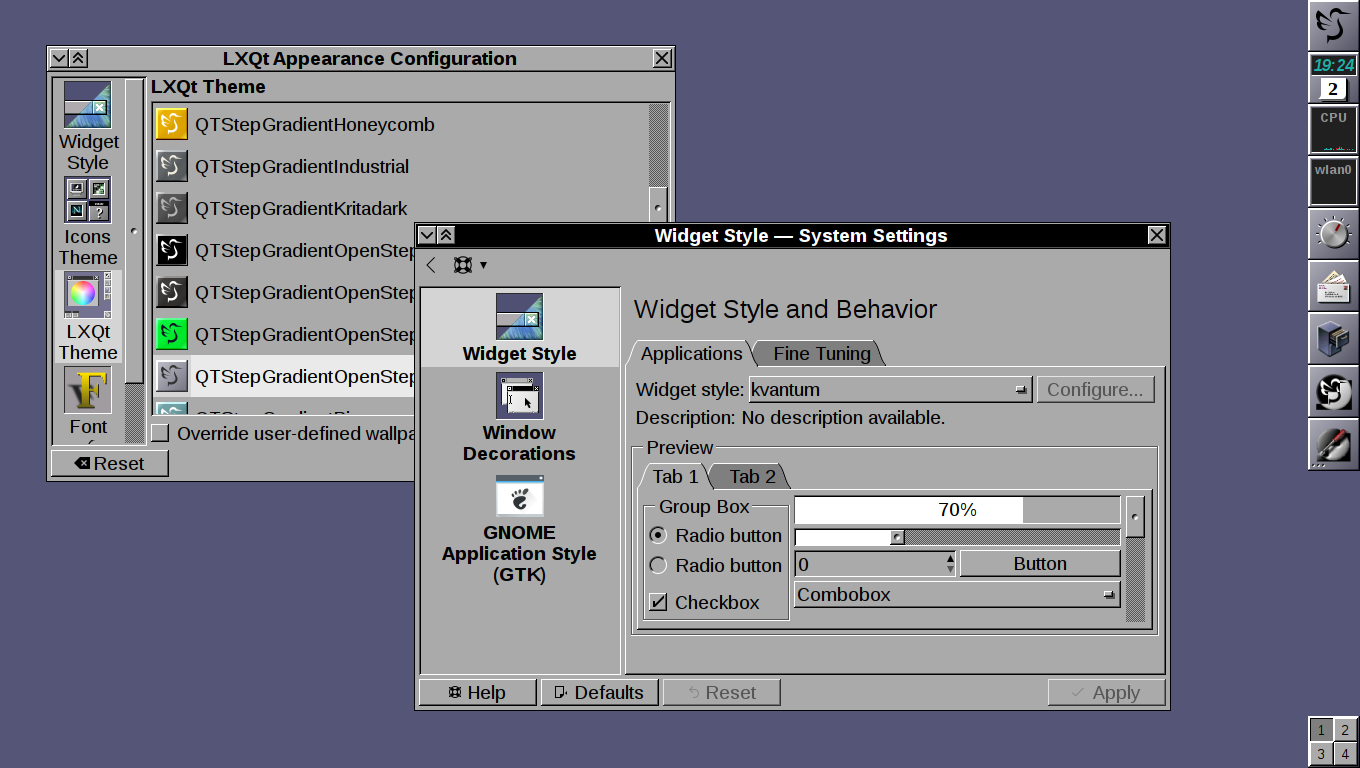 LXQt Appearance Configuration
Widget
Style
Icons
Theme
LXQt
Theme
Font
LXQt Theme
QTStepGradientHoneycomb
QTStepGradientIndustrial
QTStepGradientKritadark
QTStepGradientOpenStep
QTStepGradientOpenStep
QTStepGradientOpenStep
QTStepGradientOpenStep
Override user-defined wallpa
Reset
Widget Style — System Settings
Widget Style
Window
Decorations
GNOME
Application Style
(GTK)
Widget Style and Behavior
Applications
Fine Tuning
Widget style: kvantum
Configure...
Description: No description available.
Preview
Tab 1
Tab 2
Group Box
Radio button
Radio button
Checkbox
70%
0
Button
Combobox
Help
Defaults
Reset
Apply
19:24
2
CPU
wlan0
1 2
3 4